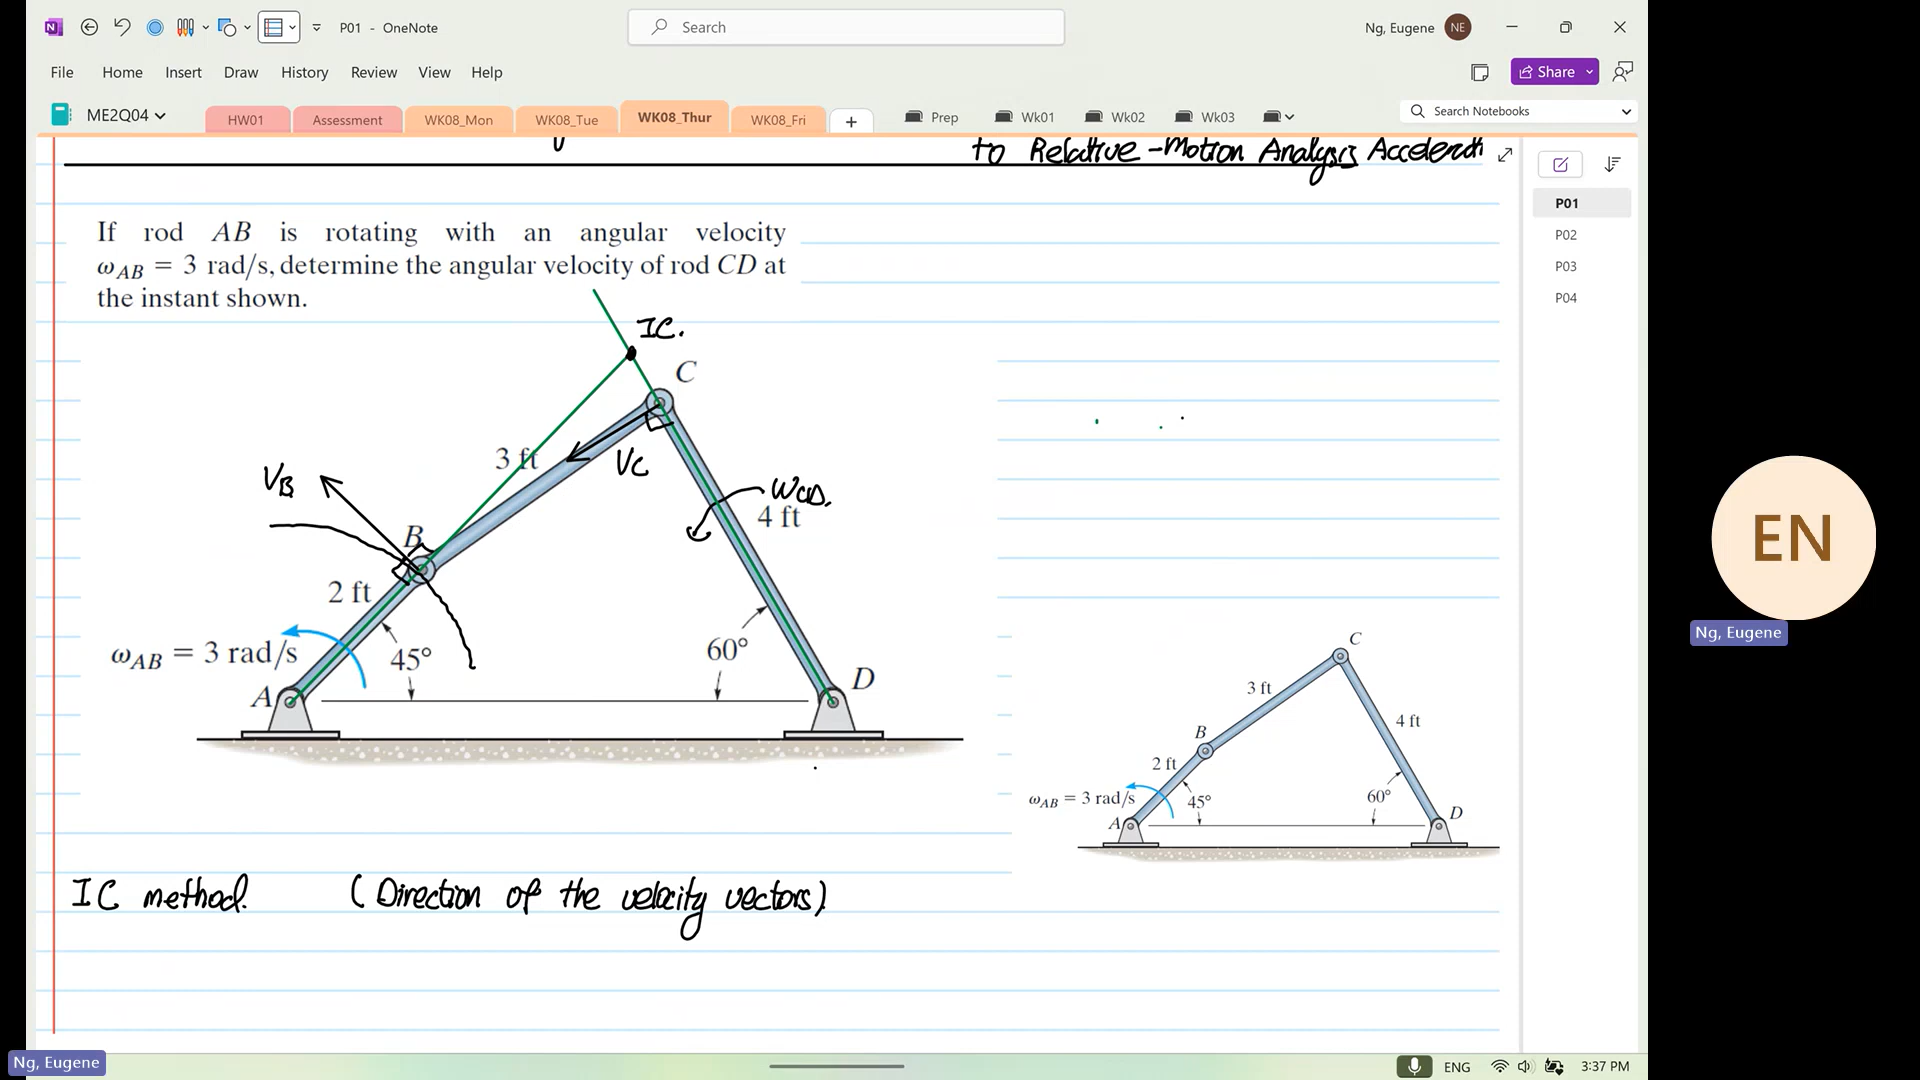 P01 - OneNote
Search
Ng, Eugene
NE
File Home Insert Draw History Review View Help
Share
ME2Q04
HW01
Assessment
WK08_Mon
WK08_Tue
WK08_Thur
WK08_Fri
+
Prep
Wk01
Wk02
Wk03
Search Notebooks
to Relative-Motion Analysis Accelerati
P01
P02
P03
P04
If rod AB is rotating with an angular velocity
ωAB = 3 rad/s, determine the angular velocity of rod CD at
the instant shown.
IC.
C
3 ft
VC
VB
ωCD.
4 ft
B
2 ft
ωAB = 3 rad/s
45°
60°
A
D
C
3 ft
4 ft
B
2 ft
ωAB = 3 rad/s
45°
60°
A
D
IC method. (Direction of the velocity vectors)
EN
Ng, Eugene
Ng, Eugene
ENG
3:37 PM